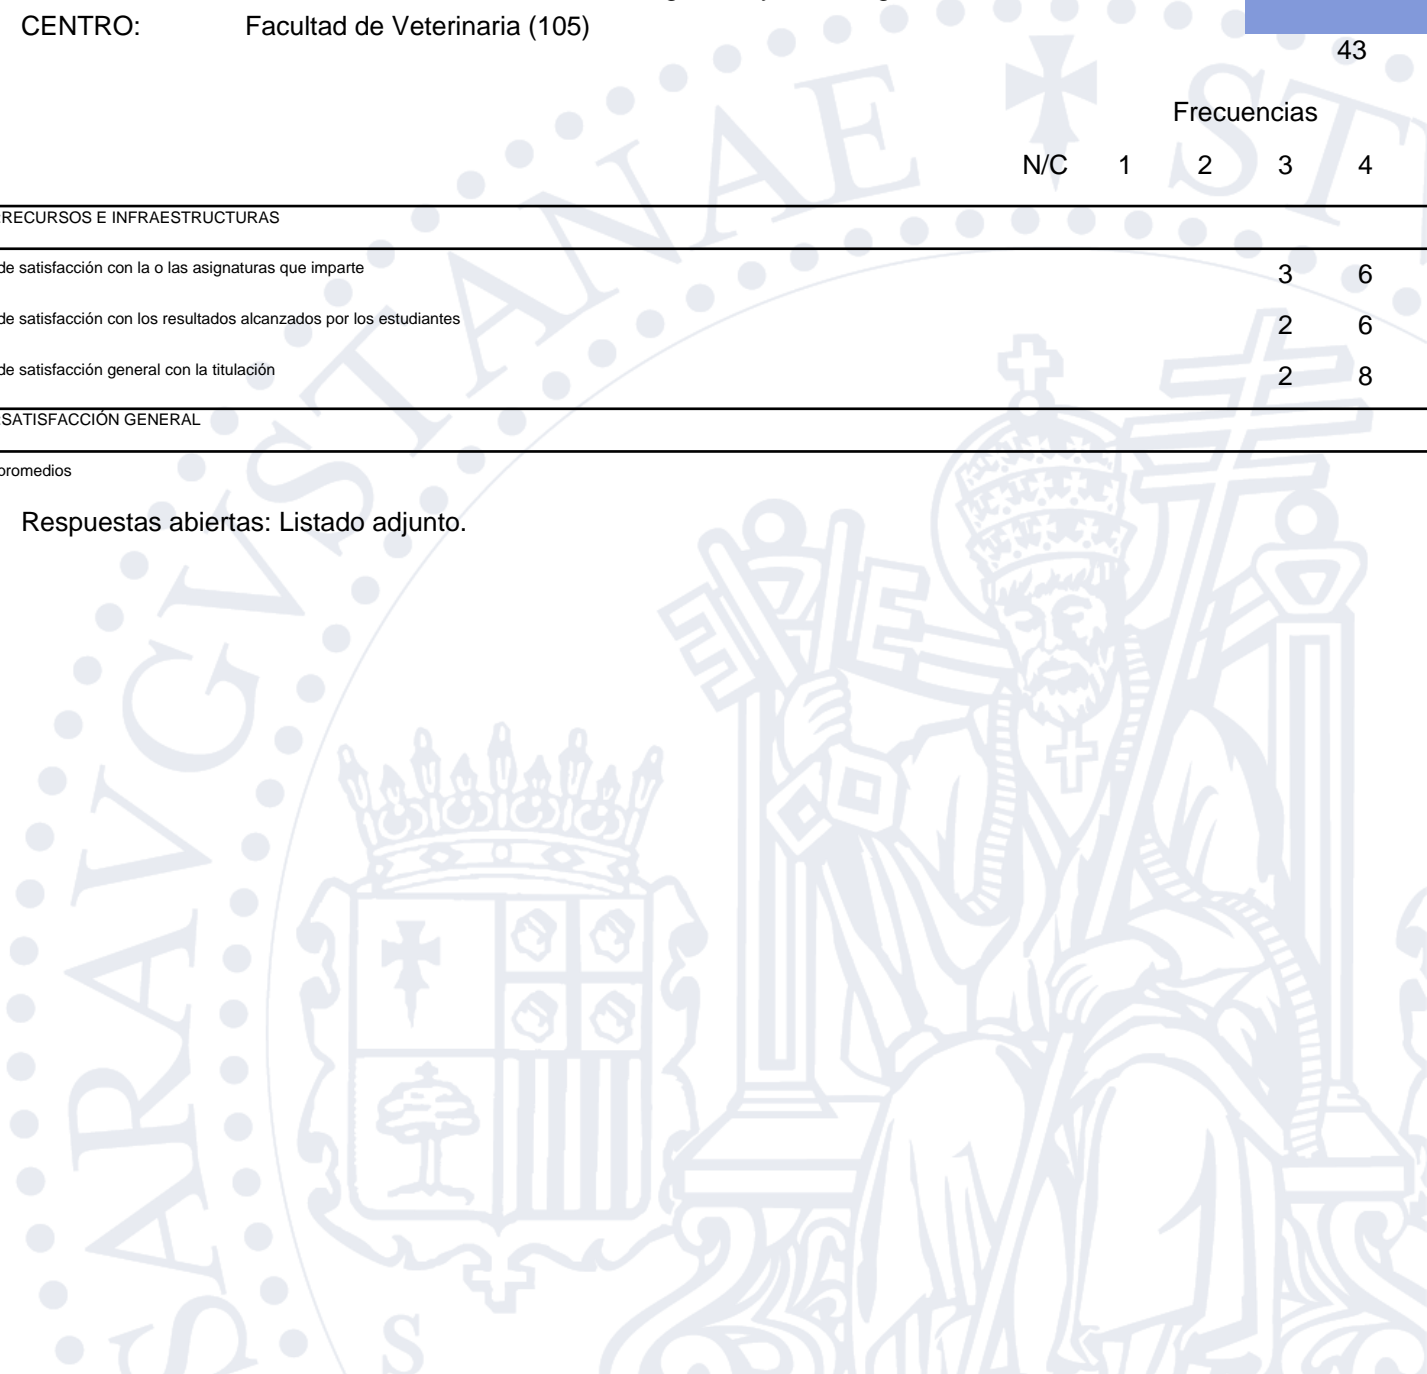 CENTRO: Facultad de Veterinaria (105)
43
Frecuencias
N/C 1 2 3 4
RECURSOS E INFRAESTRUCTURAS
de satisfacción con la o las asignaturas que imparte 3 6
de satisfacción con los resultados alcanzados por los estudiantes 2 6
de satisfacción general con la titulación 2 8
SATISFACCIÓN GENERAL
promedios
Respuestas abiertas: Listado adjunto.
S